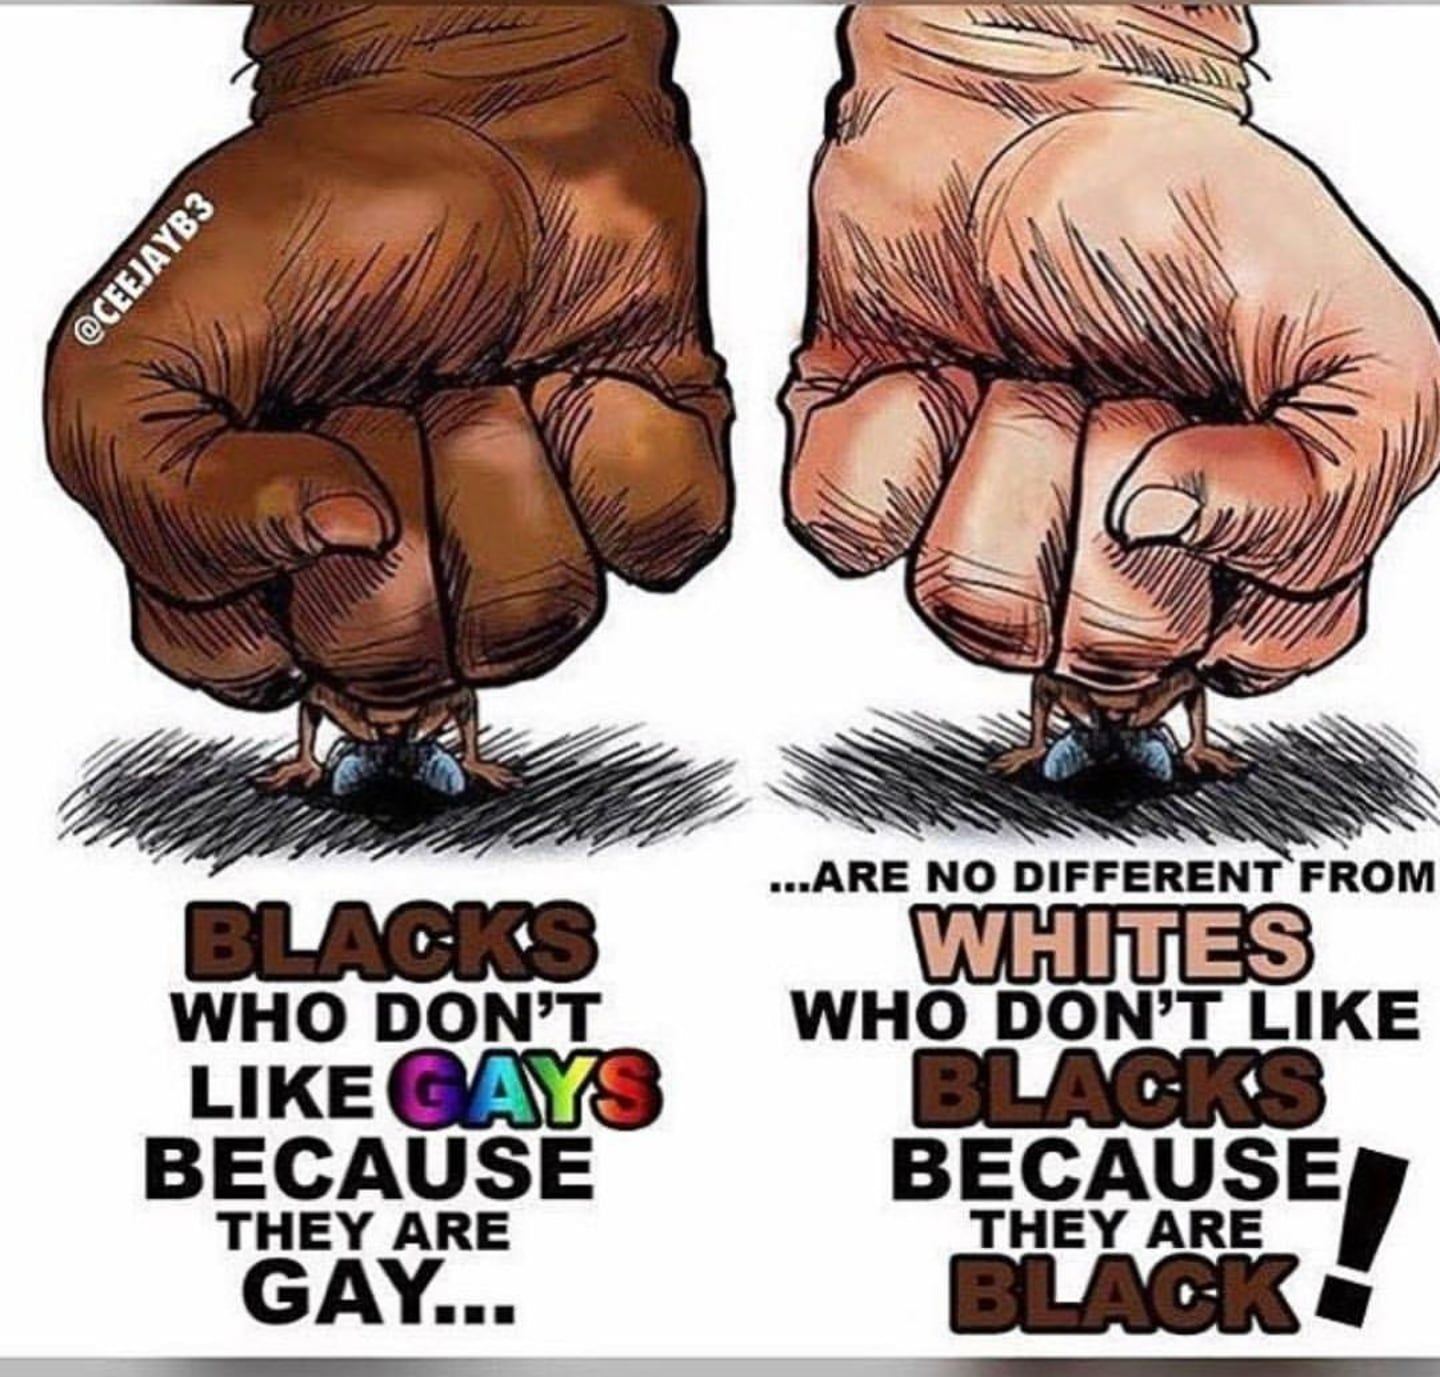 @CEEJAYB3
BLACKS
WHO DON'T
LIKE GAYS
BECAUSE
THEY ARE
GAY...
...ARE NO DIFFERENT FROM
WHITES
WHO DON'T LIKE
BLACKS
BECAUSE
THEY ARE
BLACK!